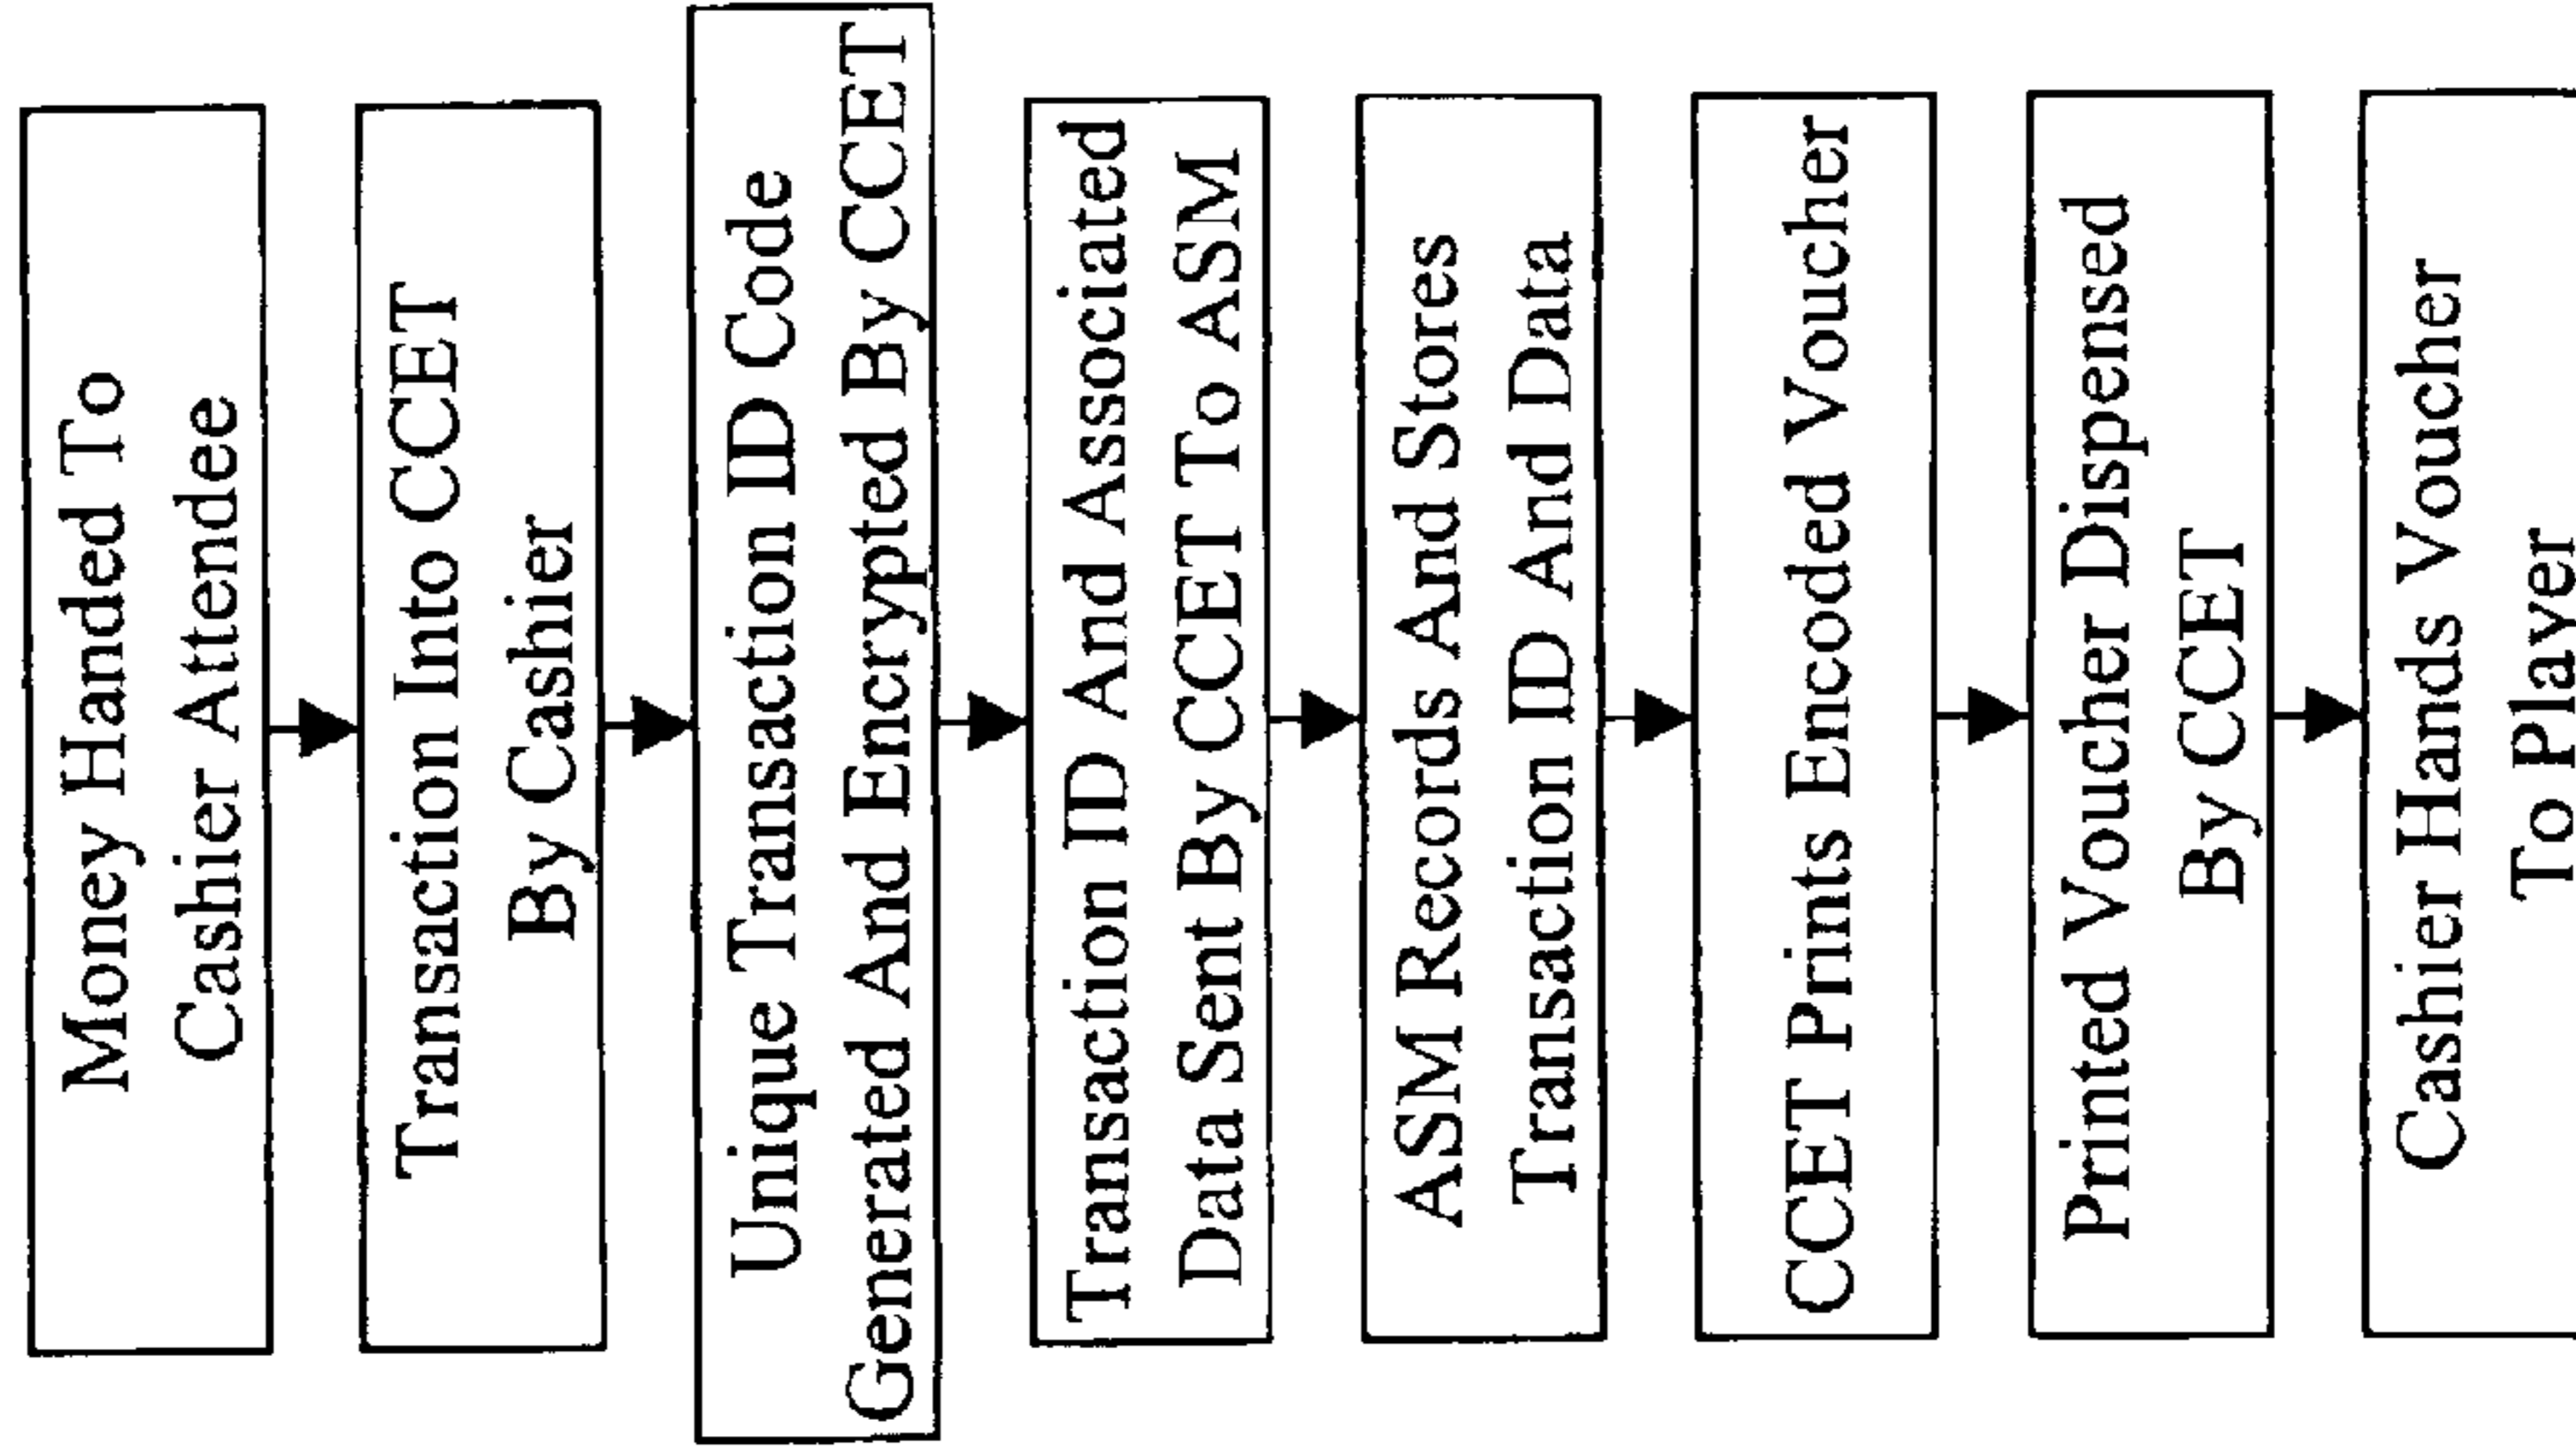 Money Handed To
Cashier Attendee
Transaction Into CCET
By Cashier
Unique Transaction ID Code
Generated And Encrypted By CCET
Transaction ID And Associated
Data Sent By CCET To ASM
ASM Records And Stores
Transaction ID And Data
CCET Prints Encoded Voucher
Printed Voucher Dispensed
By CCET
Cashier Hands Voucher
To Player